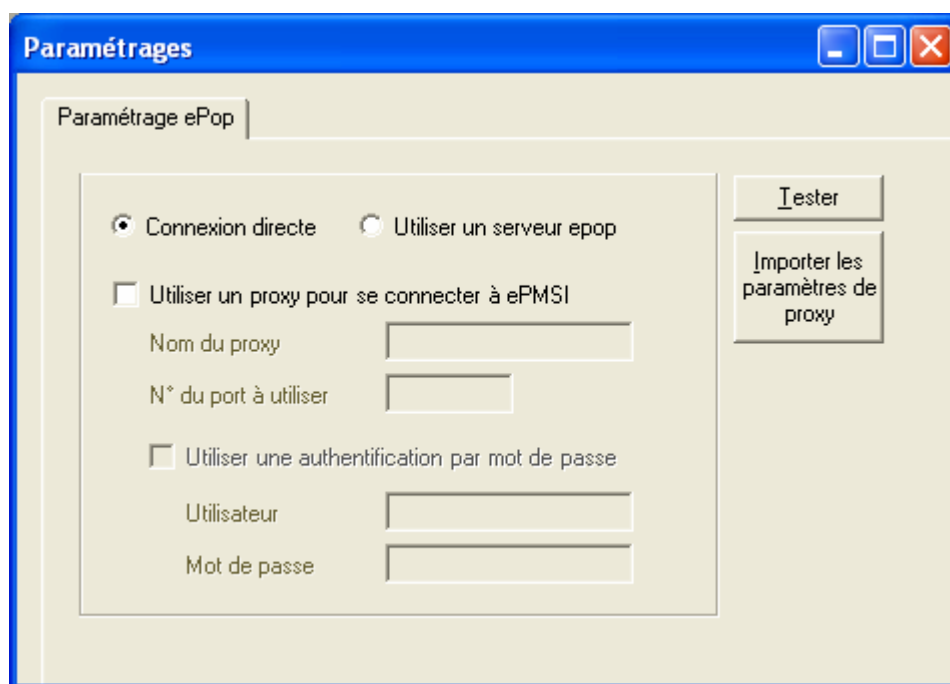 Paramétrages
Paramétrage ePop
Connexion directe
Utiliser un serveur epop
Tester
Importer les
paramètres de
proxy
Utiliser un proxy pour se connecter à ePMSI
Nom du proxy
N° du port à utiliser
Utiliser une authentification par mot de passe
Utilisateur
Mot de passe